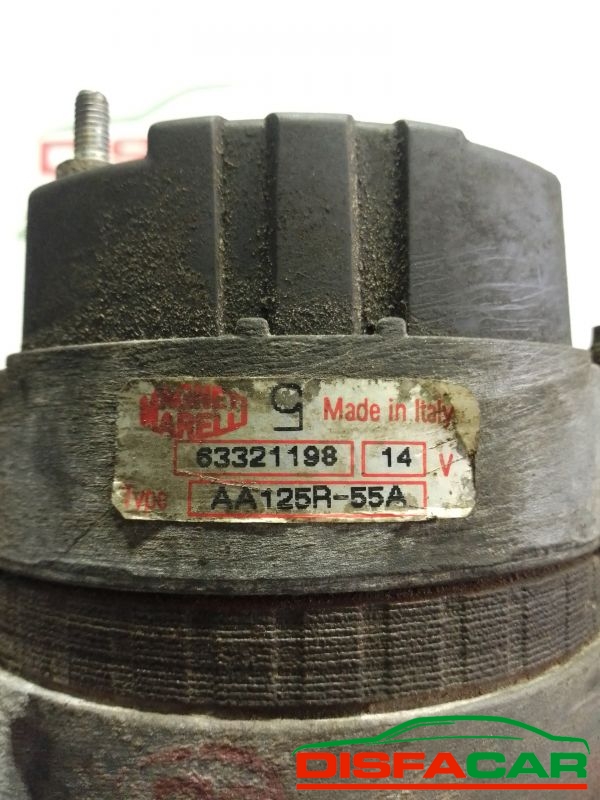 MAGNETI
MARELLI
5 Made in Italy
63321198 14 V
Type AA125R-55A
DISFACAR